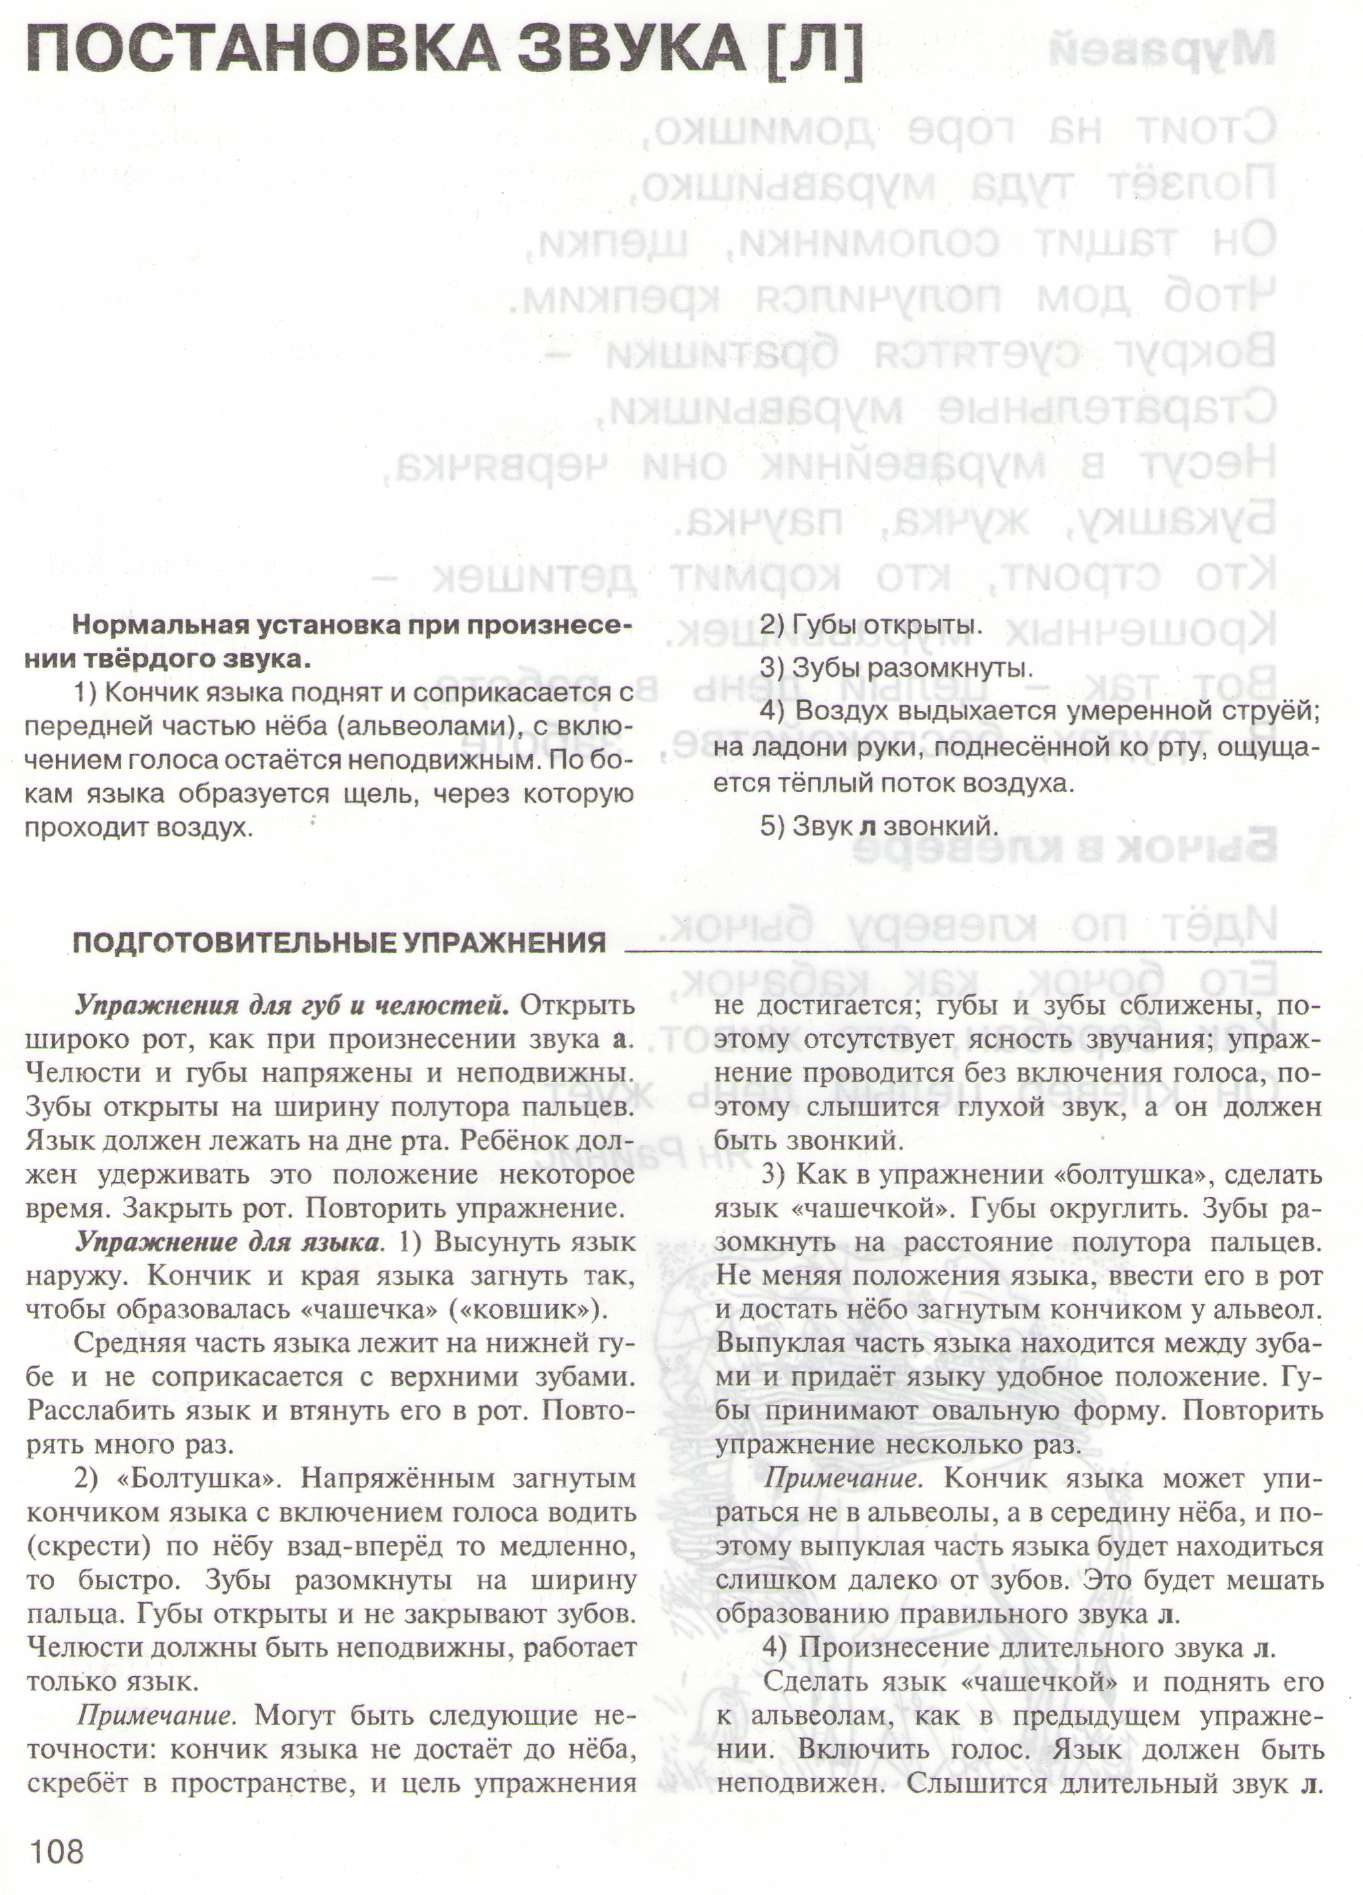 ПОСТАНОВКА ЗВУКА [Л]
Нормальная установка при произнесе-
нии твёрдого звука.
1) Кончик языка поднят и соприкасается с
передней частью нёба (альвеолами), с вклю-
чением голоса остаётся неподвижным. По бо-
кам языка образуется щель, через которую
проходит воздух.
2) Губы открыты.
3) Зубы разомкнуты.
4) Воздух выдыхается умеренной струёй;
на ладони руки, поднесённой ко рту, ощуща-
ется тёплый поток воздуха.
5) Звук л звонкий.
ПОДГОТОВИТЕЛЬНЫЕ УПРАЖНЕНИЯ
Упражнения для губ и челюстей. Открыть
широко рот, как при произнесении звука а.
Челюсти и губы напряжены и неподвижны.
Зубы открыты на ширину полутора пальцев.
Язык должен лежать на дне рта. Ребёнок дол-
жен удерживать это положение некоторое
время. Закрыть рот. Повторить упражнение.
Упражнение для языка. 1) Высунуть язык
наружу. Кончик и края языка загнуть так,
чтобы образовалась «чашечка» («ковшик»).
Средняя часть языка лежит на нижней гу-
бе и не соприкасается с верхними зубами.
Расслабить язык и втянуть его в рот. Повто-
рять много раз.
2) «Болтушка». Напряжённым загнутым
кончиком языка с включением голоса водить
(скрести) по нёбу взад-вперёд то медленно,
то быстро. Зубы разомкнуты на ширину
пальца. Губы открыты и не закрывают зубов.
Челюсти должны быть неподвижны, работает
только язык.
Примечание. Могут быть следующие не-
точности: кончик языка не достаёт до нёба,
скребёт в пространстве, и цель упражнения
не достигается; губы и зубы сближены, по-
этому отсутствует ясность звучания; упраж-
нение проводится без включения голоса, по-
этому слышится глухой звук, а он должен
быть звонкий.
3) Как в упражнении «болтушка», сделать
язык «чашечкой». Губы округлить. Зубы ра-
зомкнуть на расстояние полутора пальцев.
Не меняя положения языка, ввести его в рот
и достать нёбо загнутым кончиком у альвеол.
Выпуклая часть языка находится между зуба-
ми и придаёт языку удобное положение. Гу-
бы принимают овальную форму. Повторить
упражнение несколько раз.
Примечание. Кончик языка может упи-
раться не в альвеолы, а в середину нёба, и по-
этому выпуклая часть языка будет находиться
слишком далеко от зубов. Это будет мешать
образованию правильного звука л.
4) Произнесение длительного звука л.
Сделать язык «чашечкой» и поднять его
к альвеолам, как в предыдущем упражне-
нии. Включить голос. Язык должен быть
неподвижен. Слышится длительный звук л.
108